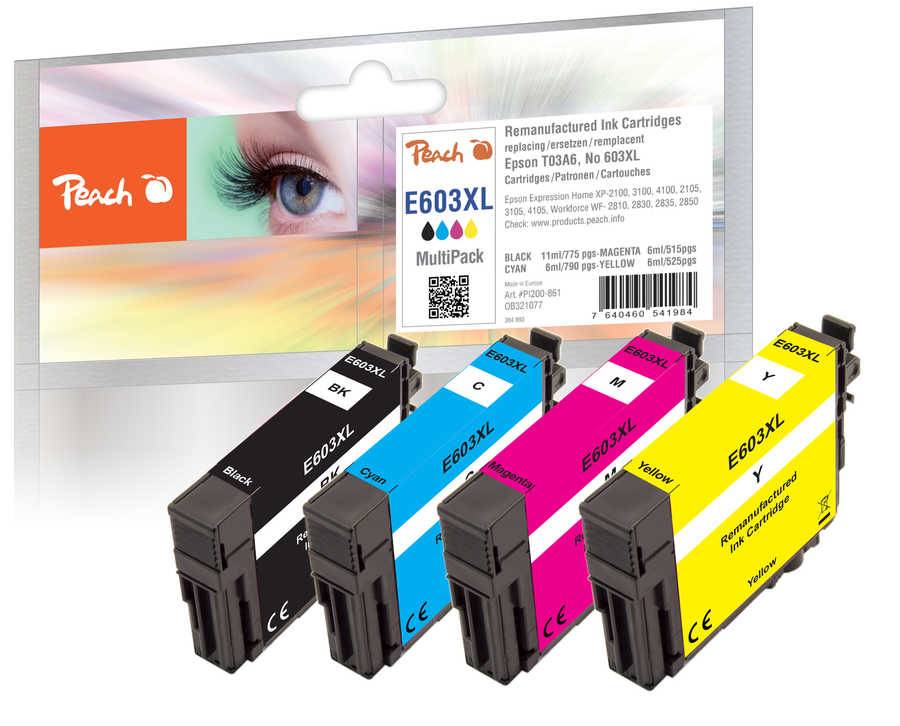 Peach
Peach
E603XL
MultiPack
Remanufactured Ink Cartridges
replacing/ersetzen/remplacent
Epson T03A6, No 603XL
Cartridges/Patronen/Cartouches
Epson Expression Home XP-2100, 3100, 4100, 2105,
3105, 4105, Workforce WF- 2810, 2830, 2835, 2850
Check: www.products.peach.info
BLACK 11ml/775 pgs-MAGENTA 6ml/515pgs
CYAN 6ml/790 pgs-YELLOW 6ml/525pgs
Made in Europe
Art. #PI200-861
OB321077
7 640460 541984
E603XL
BK
E603XL
BK
Black
CE
E603XL
C
E603XL
Cyan
CE
E603XL
M
E603XL
M
Magenta
CE
E603XL
Y
E603XL
Y
Yellow
Remanufactured
Ink Cartridge
Yellow
CE